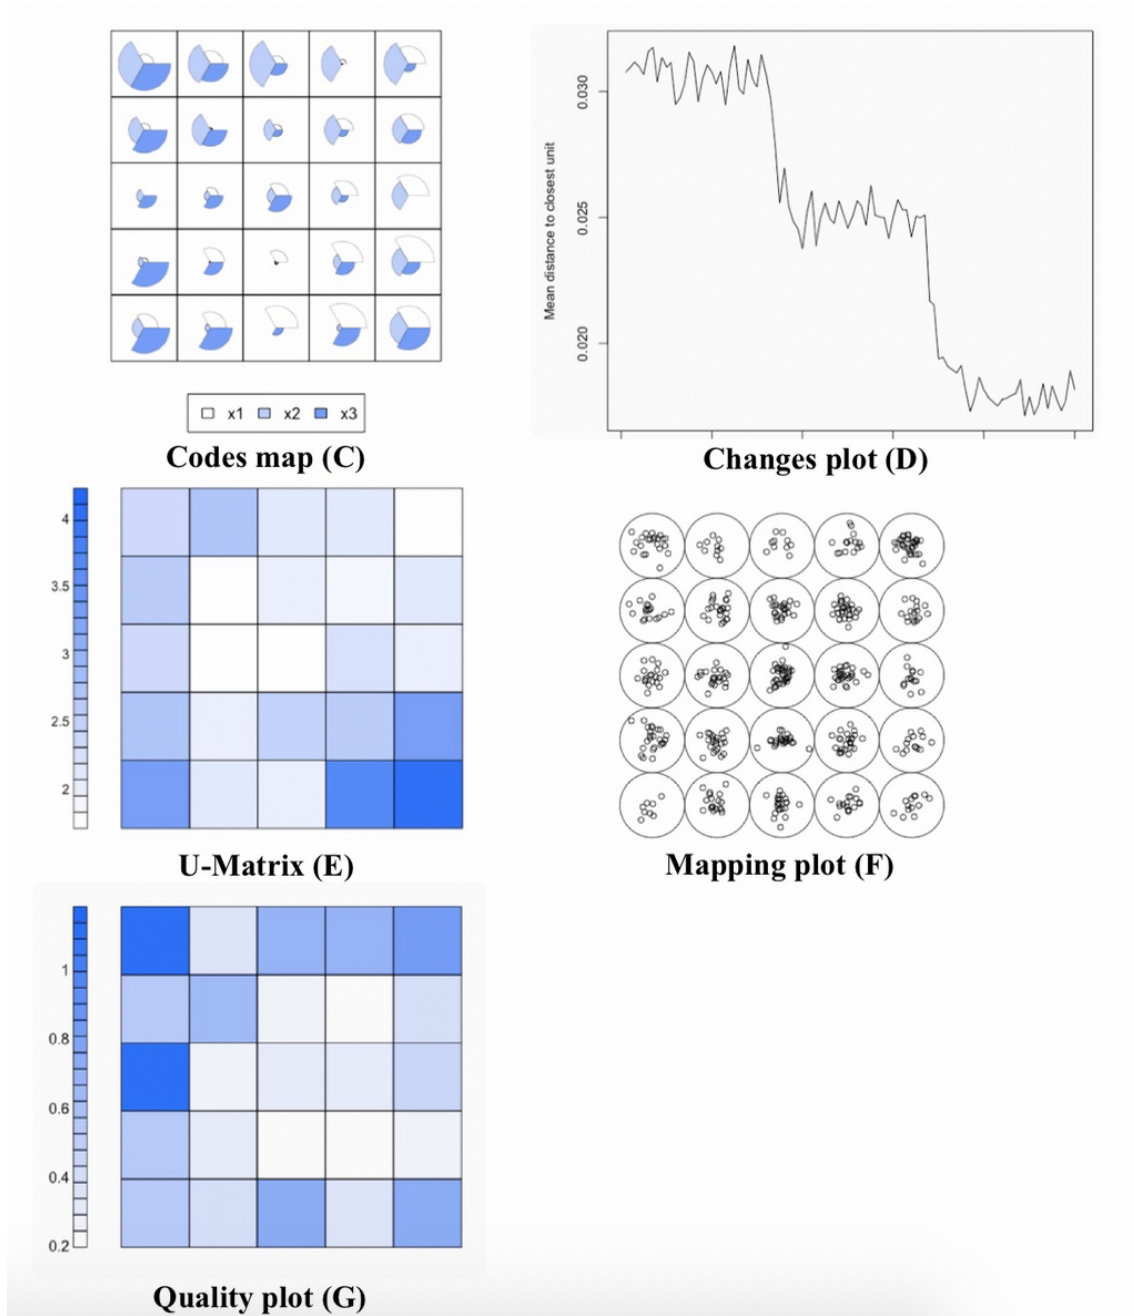 x1 x2 x3
Codes map (C)
Mean distance to closest unit
0.030
0.025
0.020
Changes plot (D)
4
3.5
3
2.5
2
U-Matrix (E)
Mapping plot (F)
1
0.8
0.6
0.4
0.2
Quality plot (G)